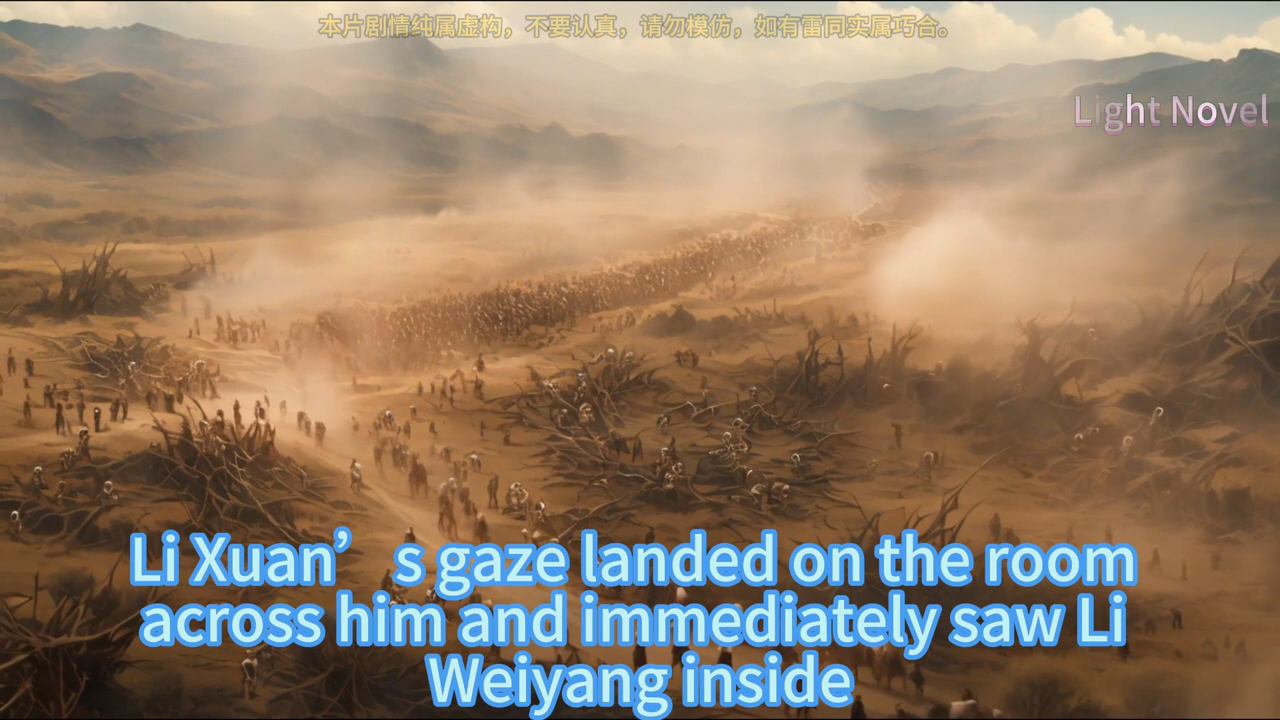 本片剧情纯属虚构，不要认真，请勿模仿，如有雷同实属巧合。
Light Novel
Li Xuan’s gaze landed on the room
across him and immediately saw Li
Weiyang inside